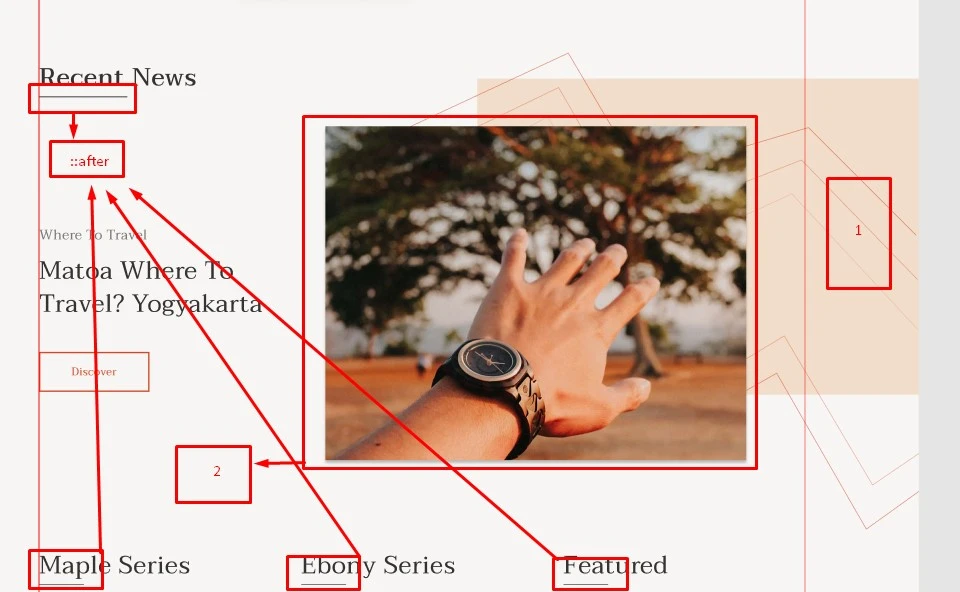 Recent News
::after
1
Where To Travel
Matoa Where To
Travel? Yogyakarta
Discover
2
Maple Series
Ebony Series
Featured